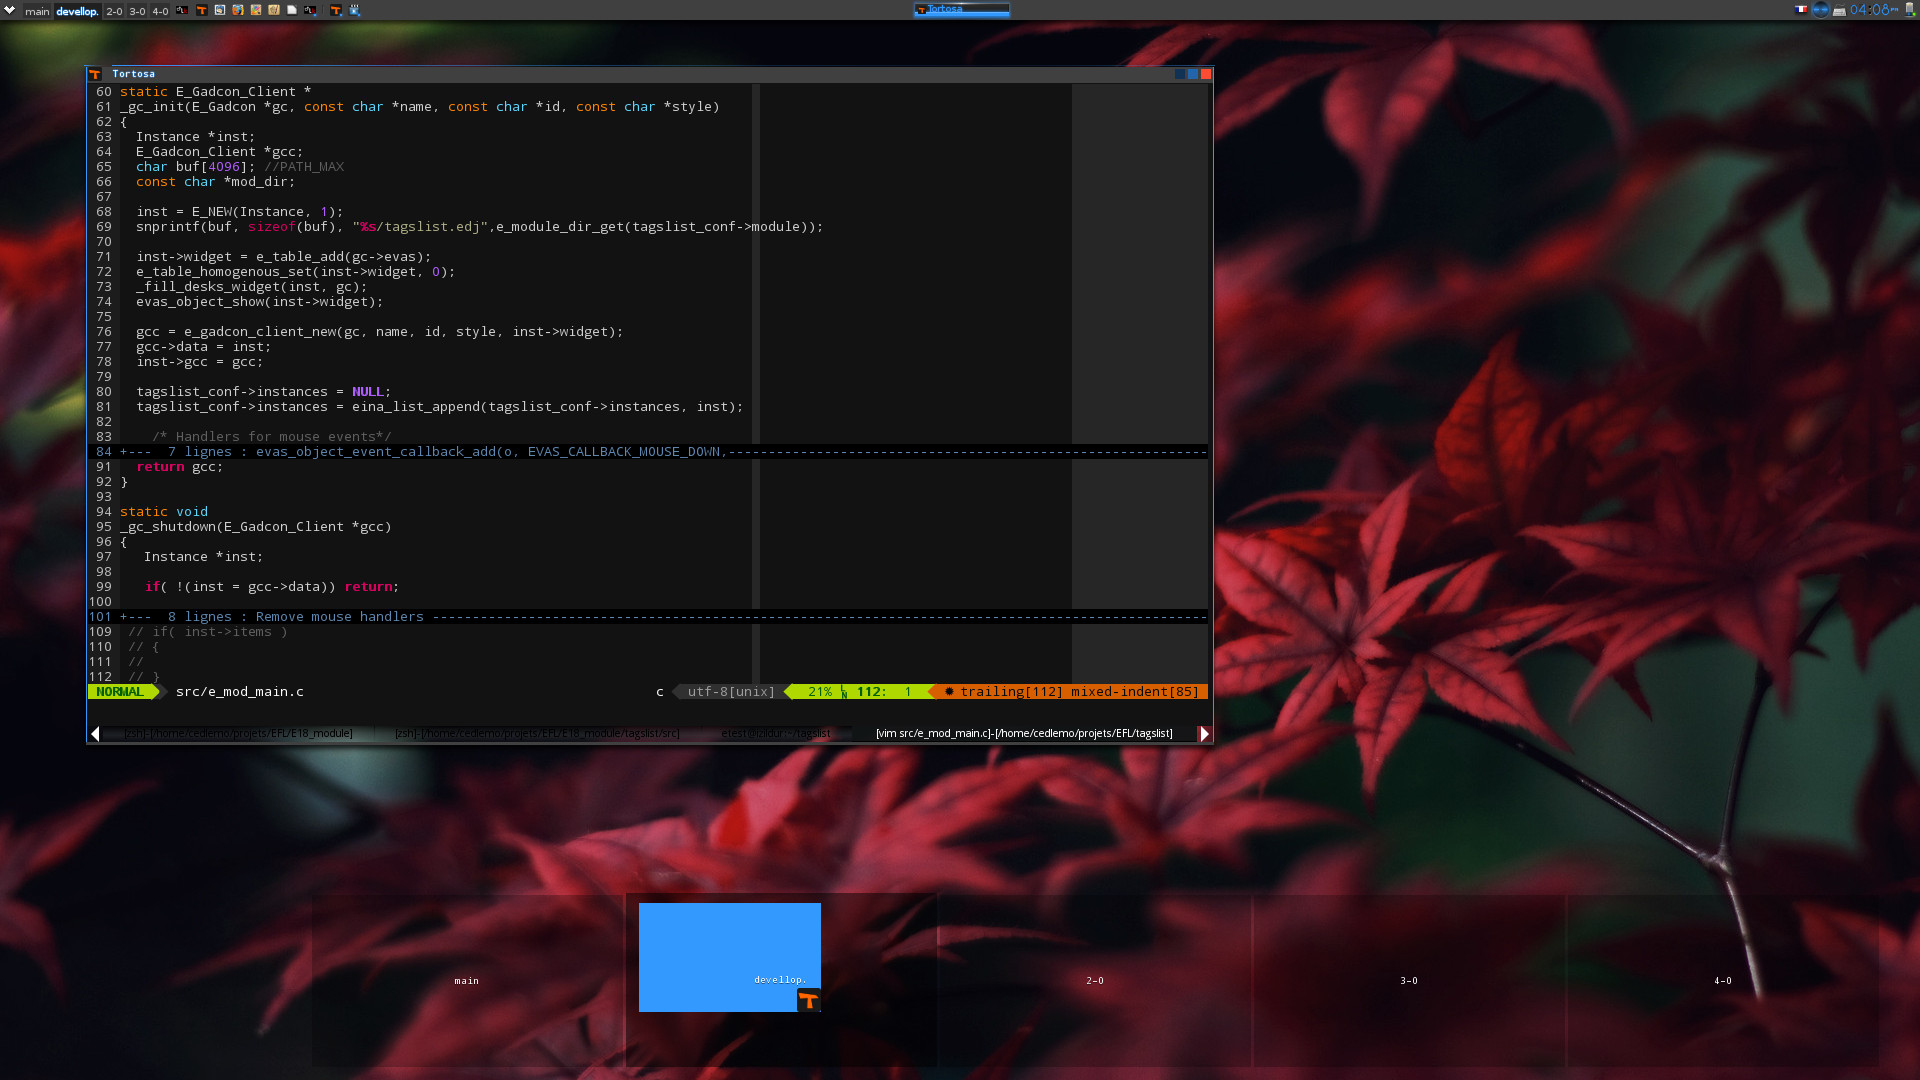 main devellop. 2-0 3-0 4-0
Tortosa
04:08 PM
Tortosa
60 static E_Gadcon_Client *
61 _gc_init(E_Gadcon *gc, const char *name, const char *id, const char *style)
62 {
63   Instance *inst;
64   E_Gadcon_Client *gcc;
65   char buf[4096]; //PATH_MAX
66   const char *mod_dir;
67
68   inst = E_NEW(Instance, 1);
69   snprintf(buf, sizeof(buf), "%s/tagslist.edj",e_module_dir_get(tagslist_conf->module));
70
71   inst->widget = e_table_add(gc->evas);
72   e_table_homogenous_set(inst->widget, 0);
73   _fill_desks_widget(inst, gc);
74   evas_object_show(inst->widget);
75
76   gcc = e_gadcon_client_new(gc, name, id, style, inst->widget);
77   gcc->data = inst;
78   inst->gcc = gcc;
79
80   tagslist_conf->instances = NULL;
81   tagslist_conf->instances = eina_list_append(tagslist_conf->instances, inst);
82
83     /* Handlers for mouse events*/
84 +---  7 lignes : evas_object_event_callback_add(o, EVAS_CALLBACK_MOUSE_DOWN,------------------------------------------------------------
91   return gcc;
92 }
93
94 static void
95 _gc_shutdown(E_Gadcon_Client *gcc)
96 {
97    Instance *inst;
98
99    if( !(inst = gcc->data)) return;
100
101 +---  8 lignes : Remove mouse handlers -------------------------------------------------------------------------------------------------
109  // if( inst->items )
110  // {
111  //
112  // }
NORMAL src/e_mod_main.c c utf-8[unix] 21% LN 112: 1 ✹ trailing[112] mixed-indent[85]
[zsh]-[/home/cedlemo/projets/EFL/E18_module] [zsh]-[/home/cedlemo/projets/EFL/E18_module/tagslist/src] etest@izildur:~/tagslist [vim src/e_mod_main.c]-[/home/cedlemo/projets/EFL/tagslist]
main devellop. 2-0 3-0 4-0